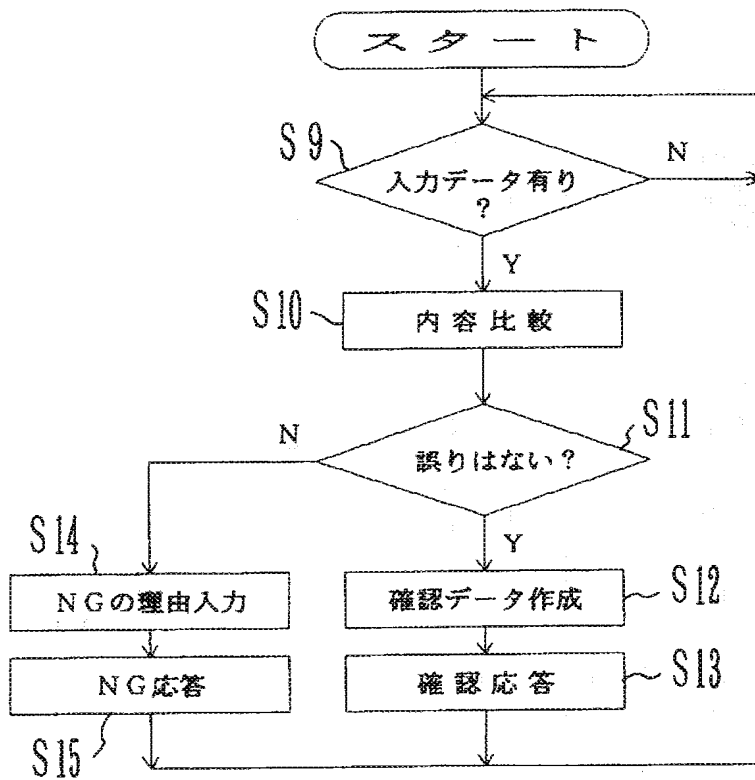 スタート
S9
入力データ有り
?
N
Y
S10
内容比較
S11
誤りはない?
N
Y
S14
NGの理由入力
S12
確認データ作成
NG応答
S15
確認応答
S13